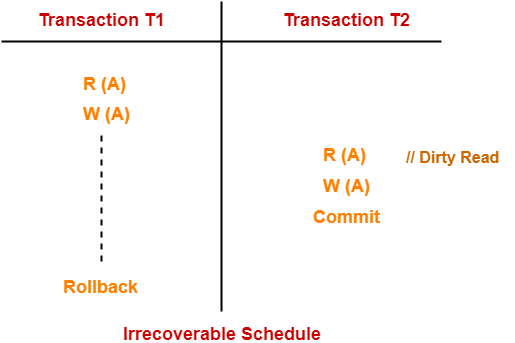 Transaction T1 Transaction T2
R (A)
W (A)
R (A) // Dirty Read
W (A)
Commit
Rollback
Irrecoverable Schedule